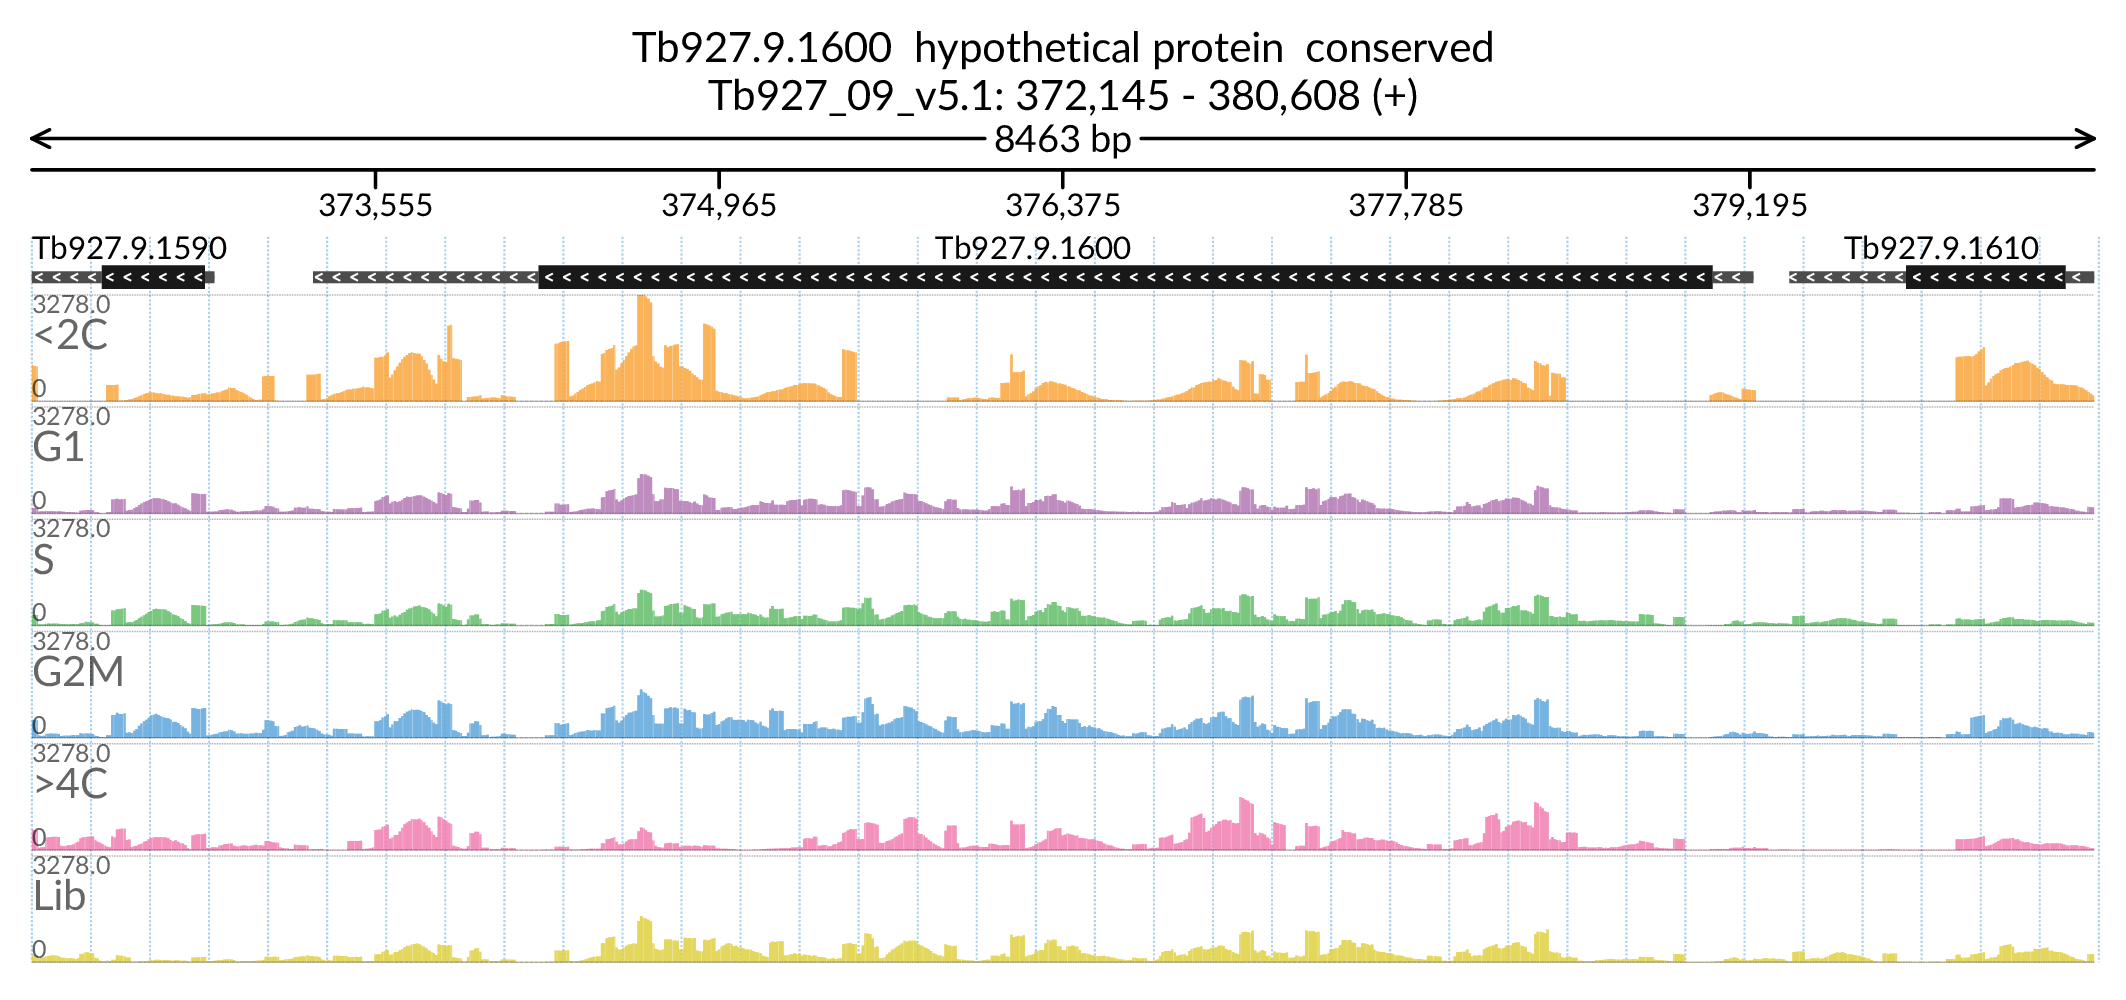 Tb927.9.1600  hypothetical protein  conserved
Tb927_09_v5.1: 372,145 - 380,608 (+)
8463 bp
373,555 374,965 376,375 377,785 379,195
Tb927.9.1590 Tb927.9.1600 Tb927.9.1610
3278.0
<2C
0
3278.0
G1
0
3278.0
S
0
3278.0
G2M
0
3278.0
>4C
0
3278.0
Lib
0